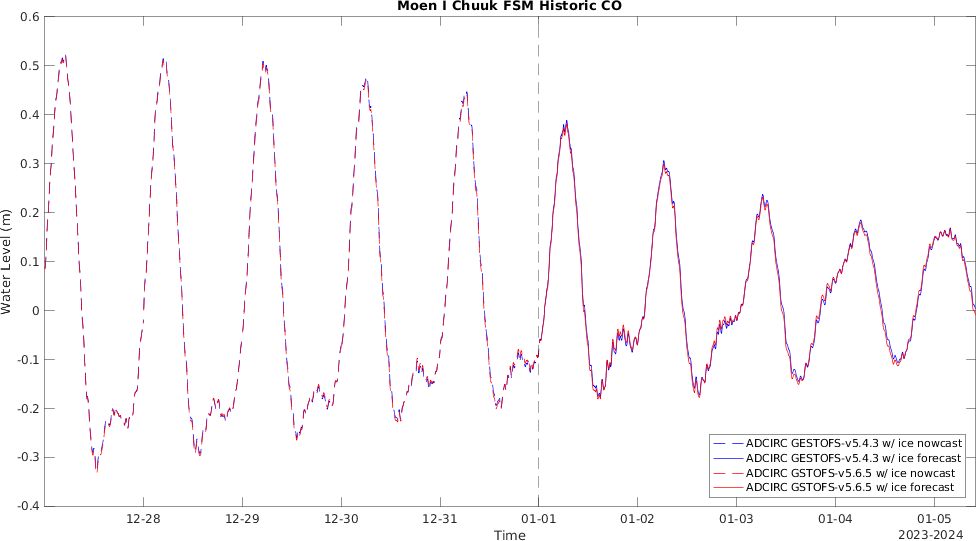 Moen I Chuuk FSM Historic CO
0.6
0.5
0.4
0.3
0.2
0.1
0
-0.1
-0.2
-0.3
-0.4
Water Level (m)
ADCIRC GESTOFS-v5.4.3 w/ ice nowcast
ADCIRC GESTOFS-v5.4.3 w/ ice forecast
ADCIRC GSTOFS-v5.6.5 w/ ice nowcast
ADCIRC GSTOFS-v5.6.5 w/ ice forecast
12-28 12-29 12-30 12-31 01-01 01-02 01-03 01-04 01-05
Time
2023-2024